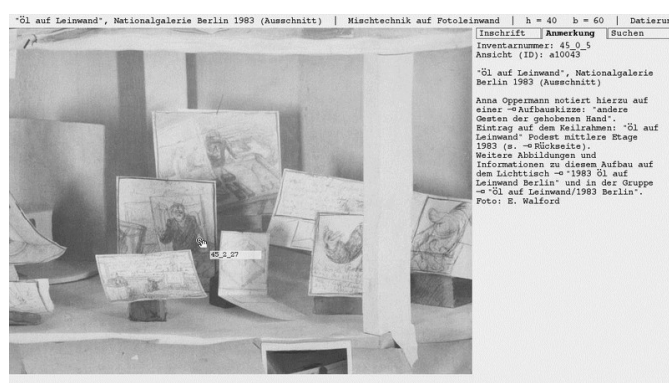 "Öl auf Leinwand", Nationalgalerie Berlin 1983 (Ausschnitt) | Mischtechnik auf Fotoleinwand | h = 40 b = 60 | Datieru
Inschrift Anmerkung Suchen
Inventarnummer: 45_0_5
Ansicht (ID): a10043
"Öl auf Leinwand", Nationalgalerie
Berlin 1983 (Ausschnitt)
Anna Oppermann notiert hierzu auf
einer Aufbauskizze: "andere
Gesten der gehobenen Hand".
Eintrag auf dem Keilrahmen: "Öl auf
Leinwand" Podest mittlere Etage
1983 (s. Rückseite).
Weitere Abbildungen und
Informationen zu diesem Aufbau auf
dem Lichttisch "1983 Öl auf
Leinwand Berlin" und in der Gruppe
"Öl auf Leinwand/1983 Berlin".
Foto: E. Walford
45_2_27